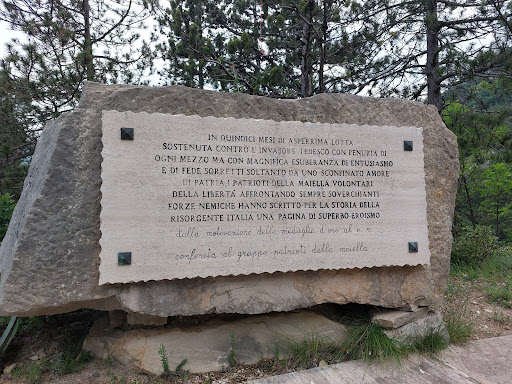 IN QUINDICI MESI DI ASPERRIMA LOTTA
SOSTENUTA CONTRO L'INVASORE TEDESCO CON PENURIA DI
OGNI MEZZO MA CON MAGNIFICA ESUBERANZA DI ENTUSIASMO
E DI FEDE, SORRETTI SOLTANTO DA UNO SCONFINATO AMORE
DI PATRIA, I PATRIOTI DELLA MAIELLA VOLONTARI
DELLA LIBERTÀ AFFRONTANDO SEMPRE SOVERCHIANTI
FORZE NEMICHE HANNO SCRITTO PER LA STORIA DELLA
RISORGENTE ITALIA UNA PAGINA DI SUPERBO EROISMO
dalla motivazione della medaglia d'oro al v. m.
conferita al gruppo patrioti della maiella